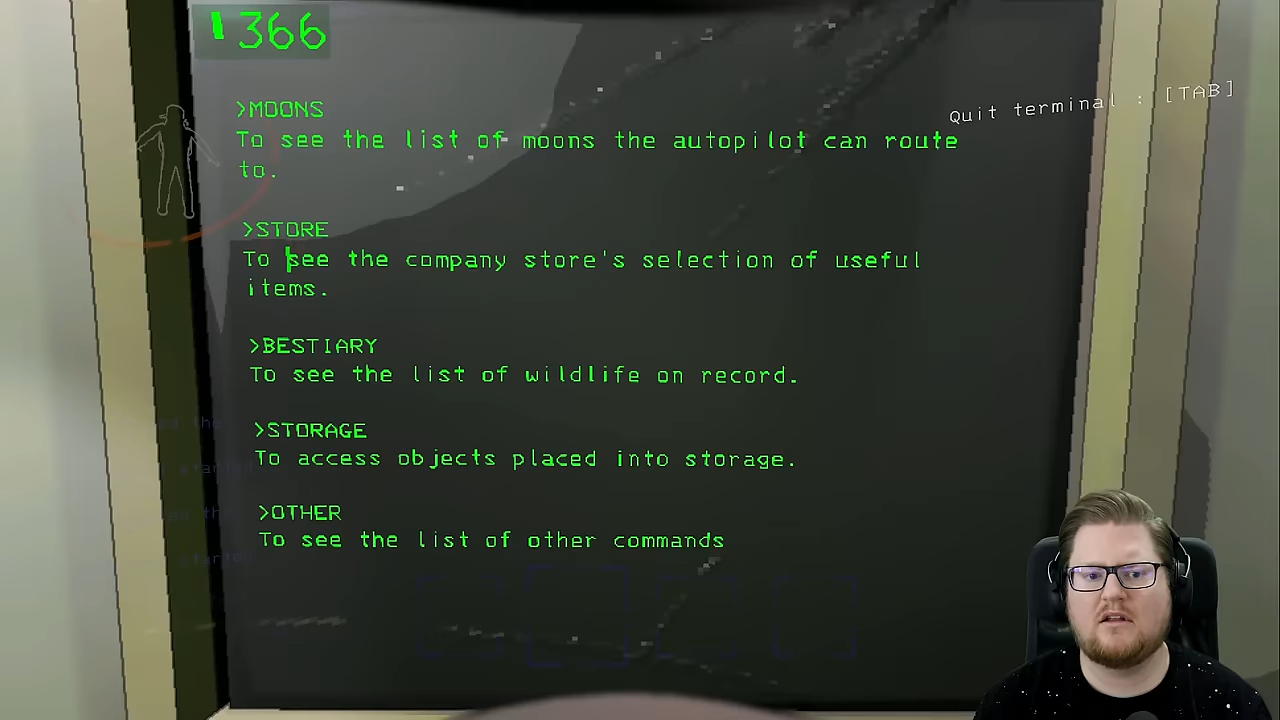 ▮366
Quit terminal : [TAB]
>MOONS
To see the list of moons the autopilot can route
to.
>STORE
To see the company store's selection of useful
items.
>BESTIARY
To see the list of wildlife on record.
>STORAGE
To access objects placed into storage.
>OTHER
To see the list of other commands